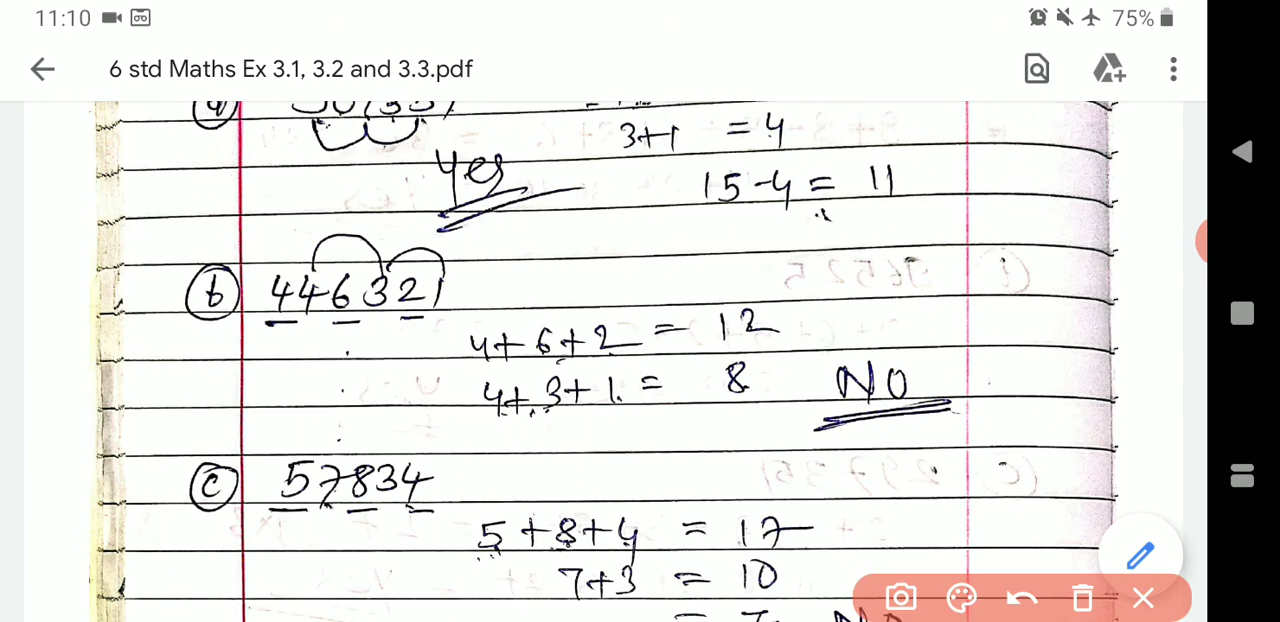 11:10 75%
6 std Maths Ex 3.1, 3.2 and 3.3.pdf
3+1 = 4
Yes
15-4 = 11
(b) 446321
4+6+2 = 12
4+3+1 = 8 NO
(c) 57834
5+8+4 = 17
7+3 = 10